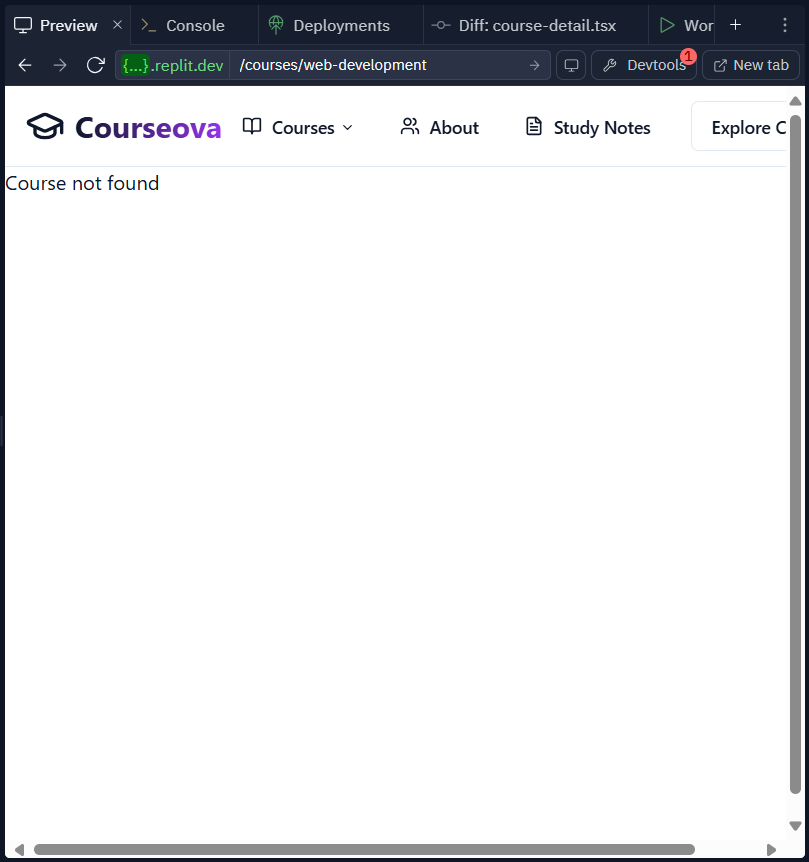 Preview
Console
Deployments
Diff: course-detail.tsx
Wor
{...}.replit.dev
/courses/web-development
Devtools
1
New tab
Courseova
Courses
About
Study Notes
Explore C
Course not found